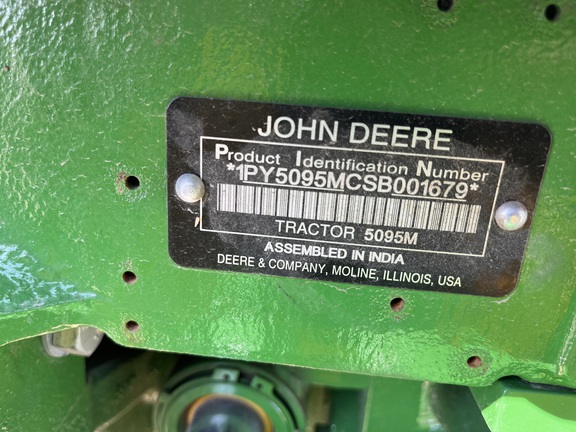 JOHN DEERE
Product Identification Number
*1PY5095MCSB001679*
TRACTOR 5095M
ASSEMBLED IN INDIA
DEERE & COMPANY, MOLINE, ILLINOIS, USA